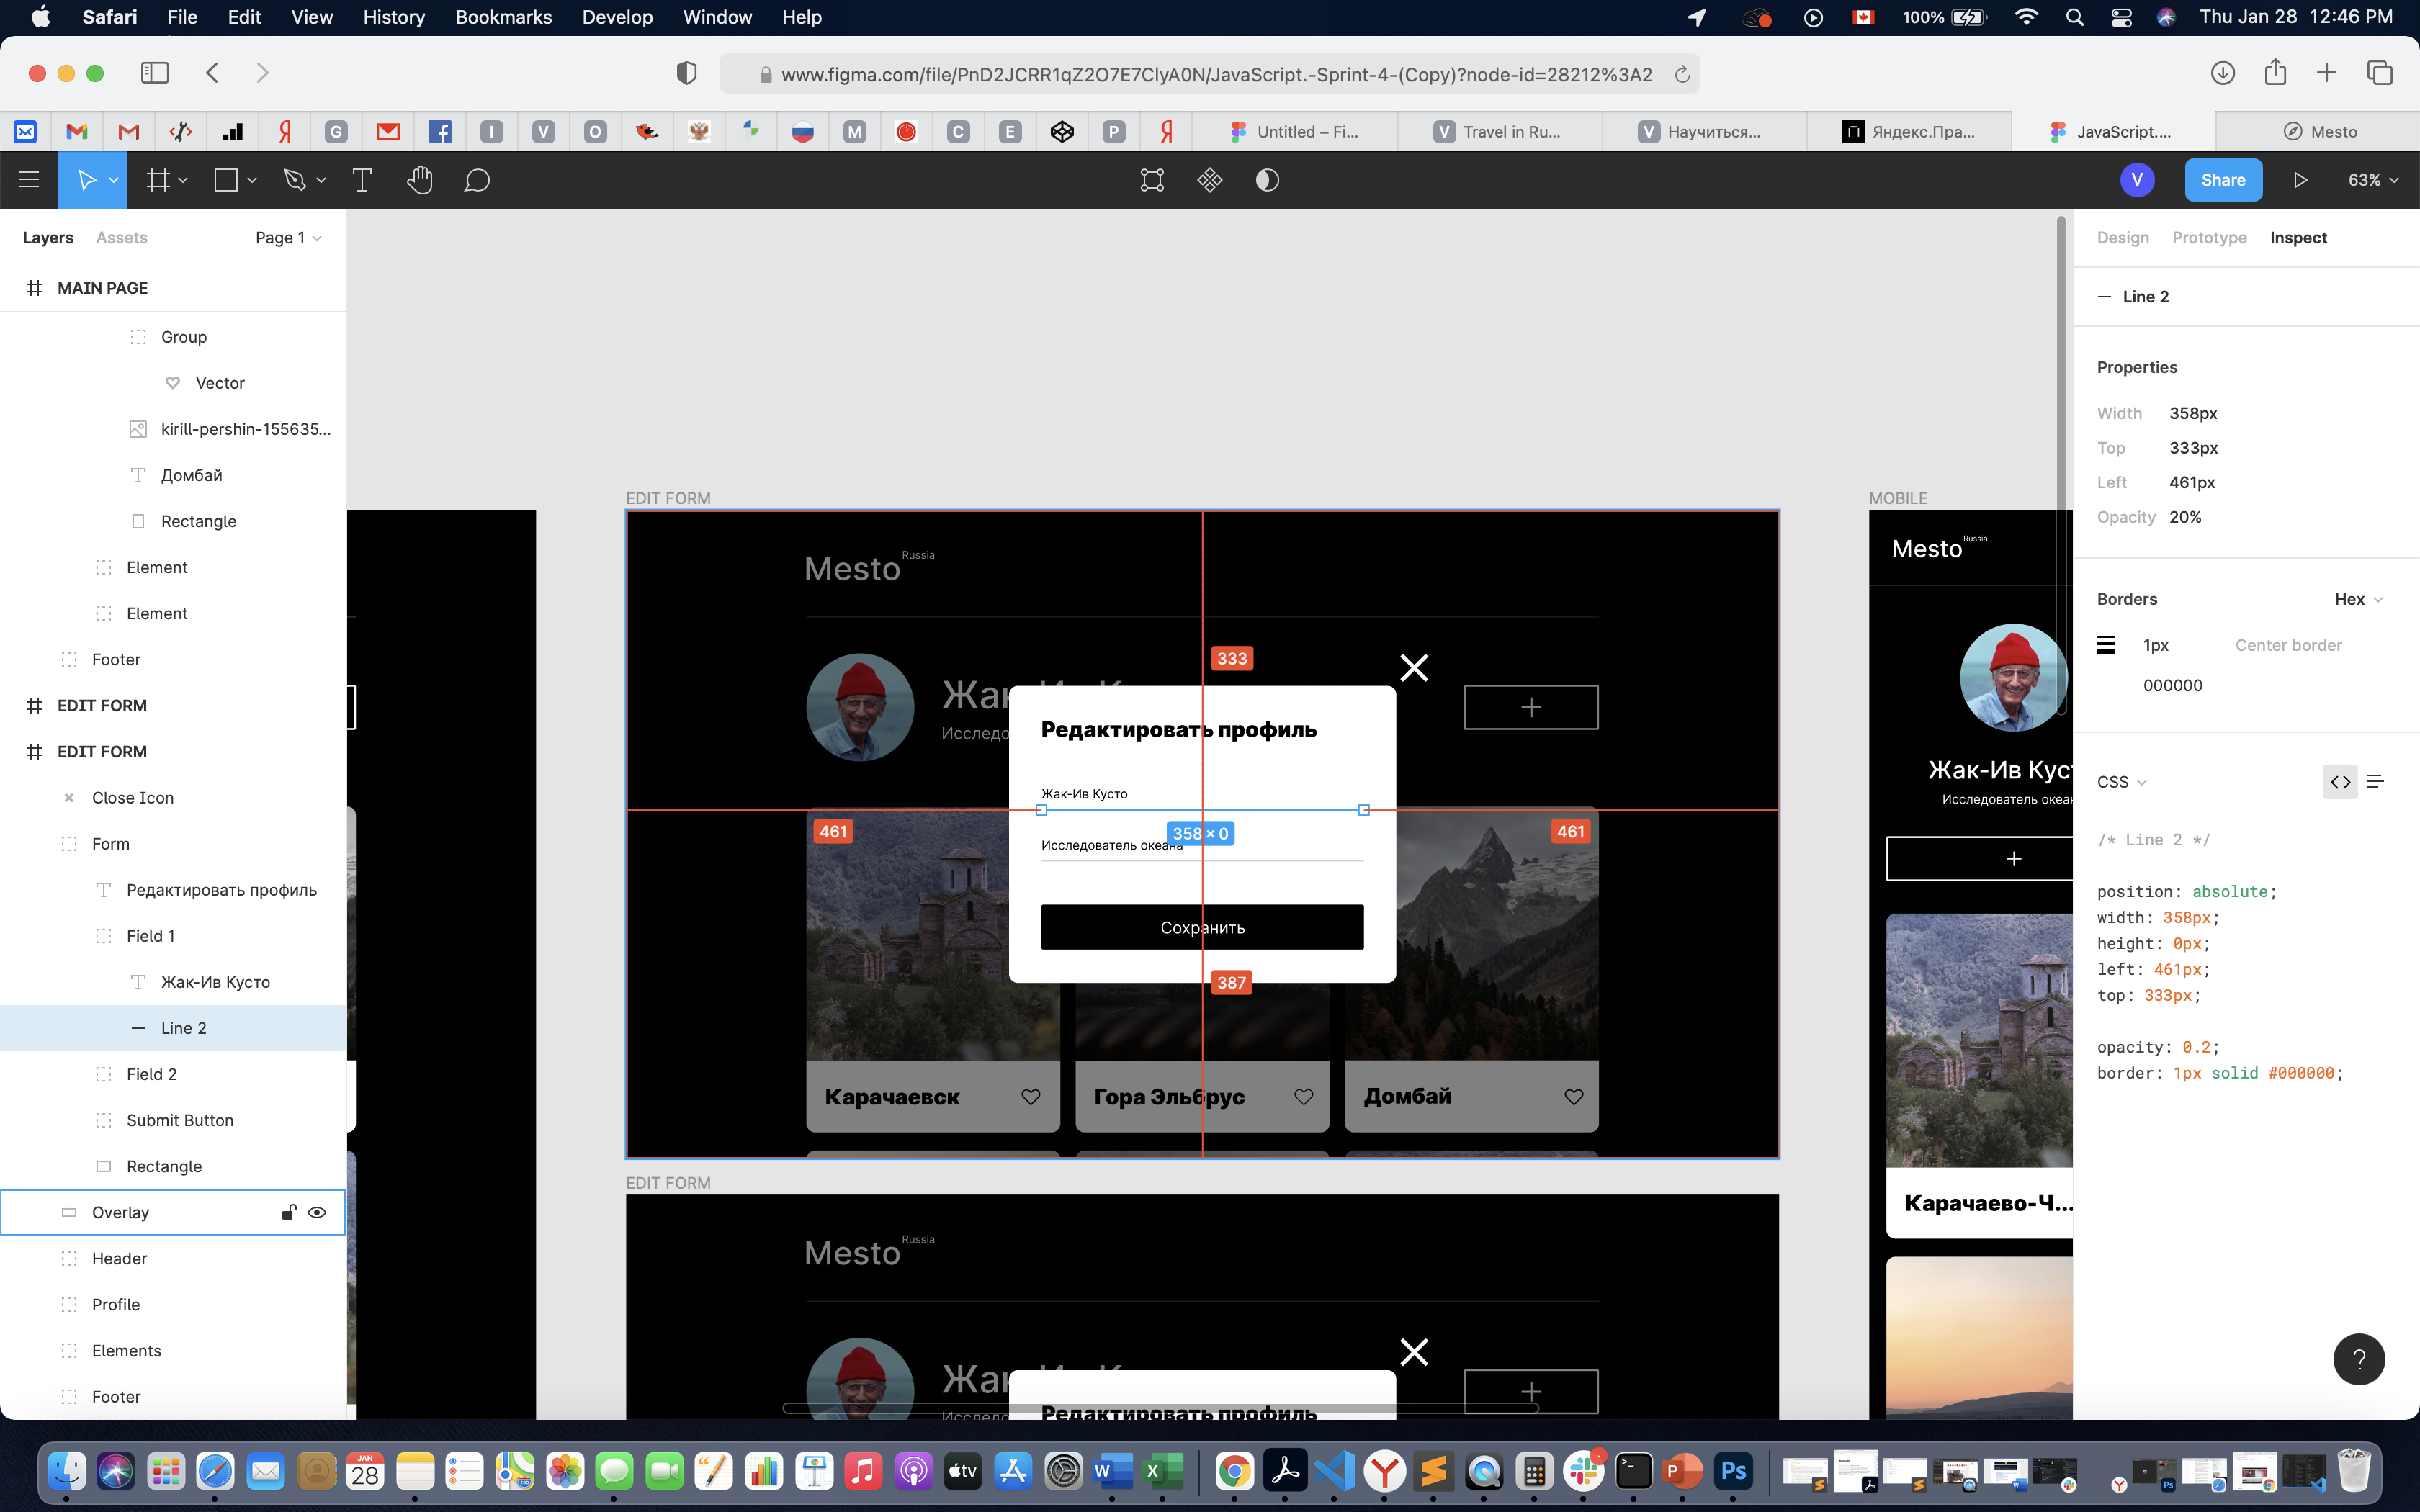 Safari File Edit View History Bookmarks Develop Window Help
100% Thu Jan 28 12:46 PM
www.figma.com/file/PnD2JCRR1qZ2O7E7ClyA0N/JavaScript.-Sprint-4-(Copy)?node-id=28212%3A2
G I V O M C E P Untitled – Fi... V Travel in Ru... V Научиться... Яндекс.Пра... JavaScript.... Mesto
V Share 63%
Layers Assets Page 1
MAIN PAGE
Group
Vector
kirill-pershin-155635...
Домбай
Rectangle
Element
Element
Footer
EDIT FORM
EDIT FORM
Close Icon
Form
Редактировать профиль
Field 1
Жак-Ив Кусто
Line 2
Field 2
Submit Button
Rectangle
Overlay
Header
Profile
Elements
Footer
EDIT FORM
Mesto Russia
333
Исследо
Редактировать профиль
Жак-Ив Кусто
461
358 × 0
461
Исследователь океана
Сохранить
387
Карачаевск
Гора Эльбрус
Домбай
EDIT FORM
Mesto Russia
Редактировать профиль
MOBILE
Mesto Russia
Жак-Ив Куст
Исследователь океан
Карачаево-Ч...
Design Prototype Inspect
Line 2
Properties
Width 358px
Top 333px
Left 461px
Opacity 20%
Borders Hex
1px Center border
000000
CSS
/* Line 2 */
position: absolute;
width: 358px;
height: 0px;
left: 461px;
top: 333px;
opacity: 0.2;
border: 1px solid #000000;
?
JAN
28
tv
W
X
P
Ps